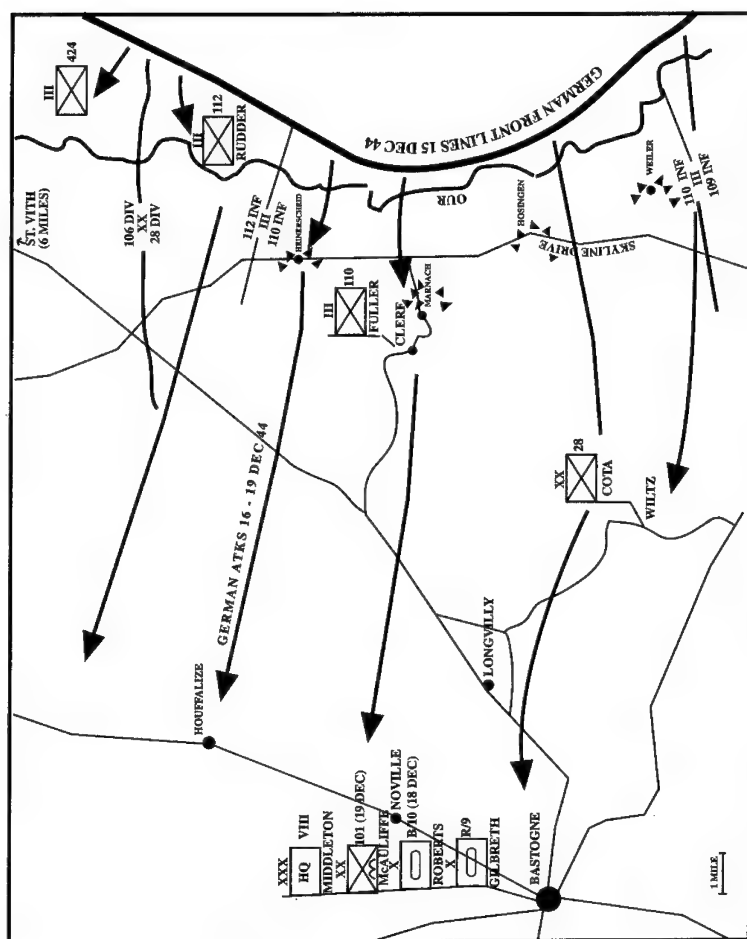 III
424
III
112
RUDDER
ST. VITH
(6 MILES)
106 DIV
XX
28 DIV
112 INF
III
110 INF
GERMAN FRONT LINES 15 DEC 44
OUR
HEINERSCHEID
III
110
FULLER
CLERF
MARNACH
HOSINGEN
SKYLINE DRIVE
WEILER
110 INF
III
109 INF
GERMAN ATKS 16 - 19 DEC 44
XX
28
COTA
WILTZ
HOUFFALIZE
LONGVILLY
NOVILLE
XXX
HQ
VIII
MIDDLETON
XX
101 (19 DEC)
McAULIFFE
X
B/10 (18 DEC)
ROBERTS
X
R/9
GILBRETH
BASTOGNE
1 MILE